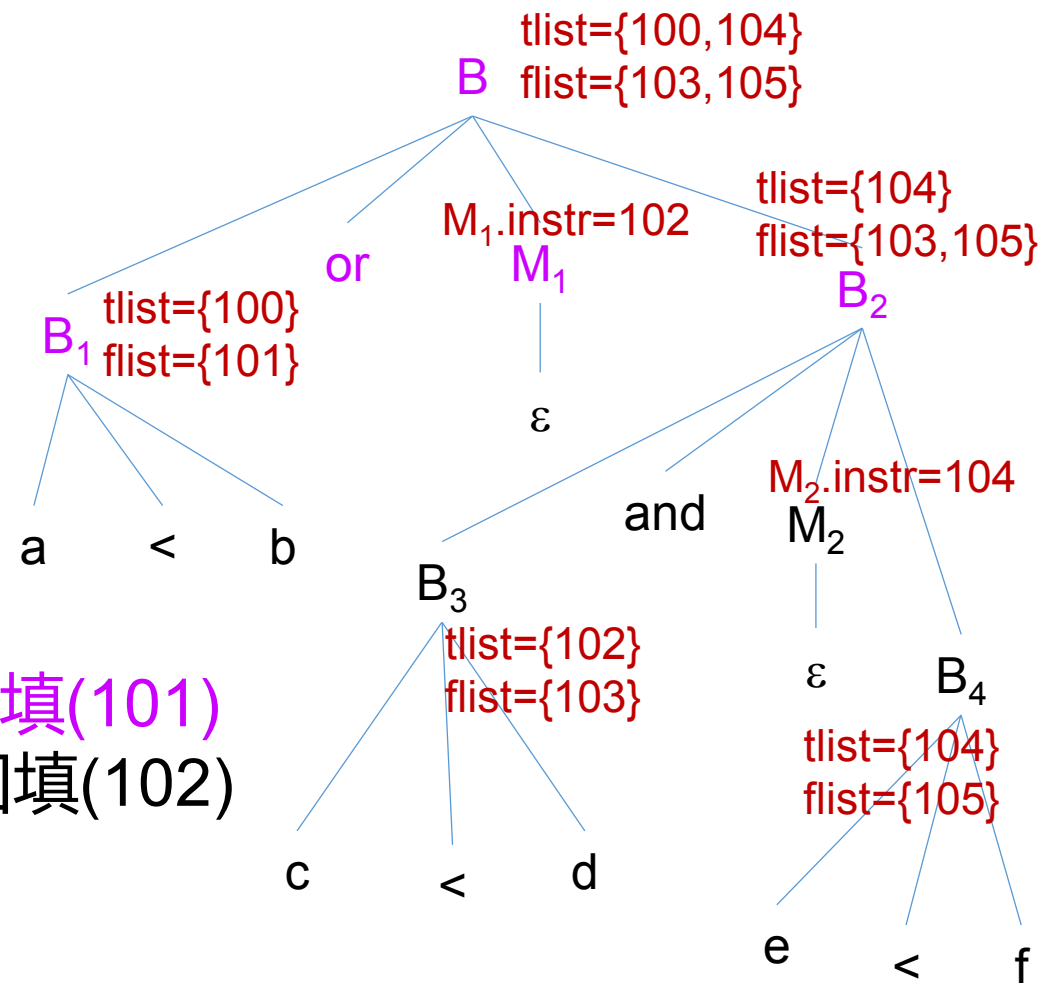 tlist={100,104}
B flist={103,105}
tlist={104}
M₁.instr=102 flist={103,105}
or M₁ B₂
tlist={100}
B₁ flist={101}
ε
M₂.instr=104
and M₂
a < b
B₃
tlist={102}
flist={103}
ε B₄
填(101)
填(102)
tlist={104}
flist={105}
c < d
e < f